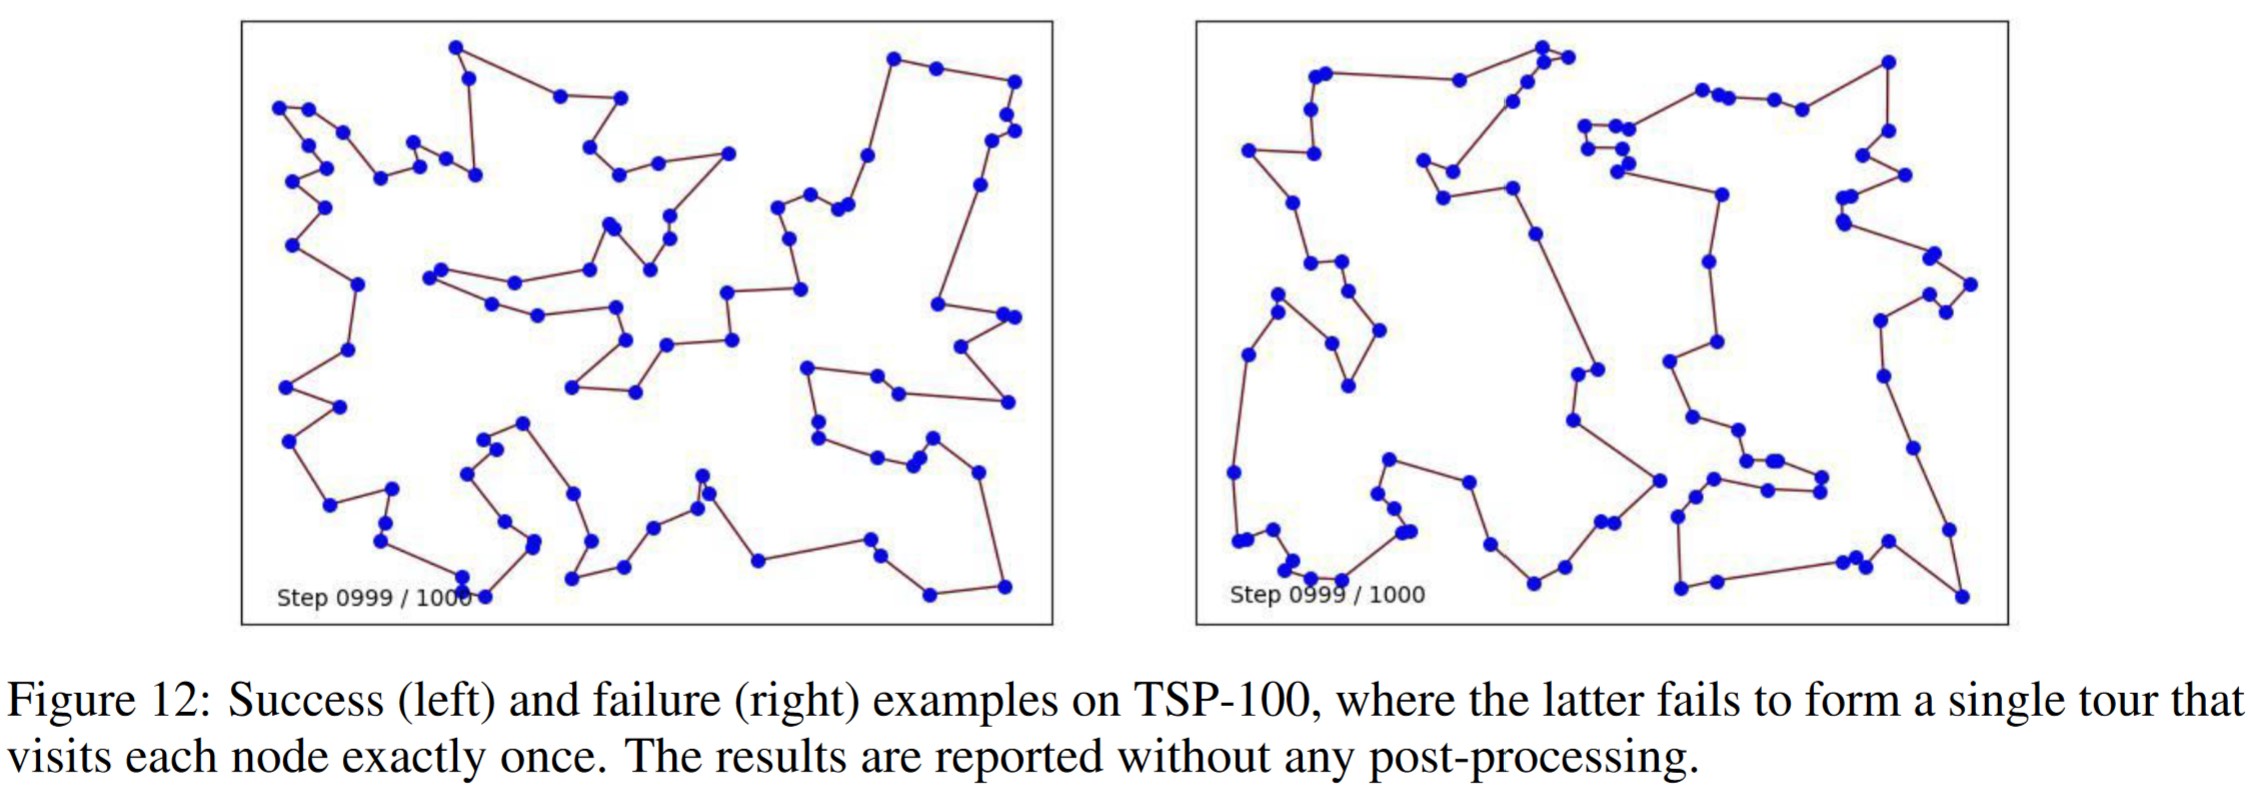 Step 0999 / 1000
Step 0999 / 1000
Figure 12: Success (left) and failure (right) examples on TSP-100, where the latter fails to form a single tour that
visits each node exactly once. The results are reported without any post-processing.